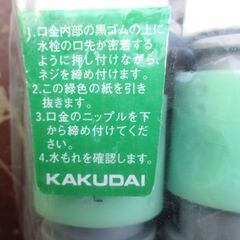 1.口金内部の黒ゴムの上に
水栓の口先が密着する
ように押し付けながら、
ネジを締め付けます。
2.この緑色の紙を引き
抜きます。
3.口金のニップルを下
から締め付けてくださ
い。
4.水もれを確認します。
KAKUDAI